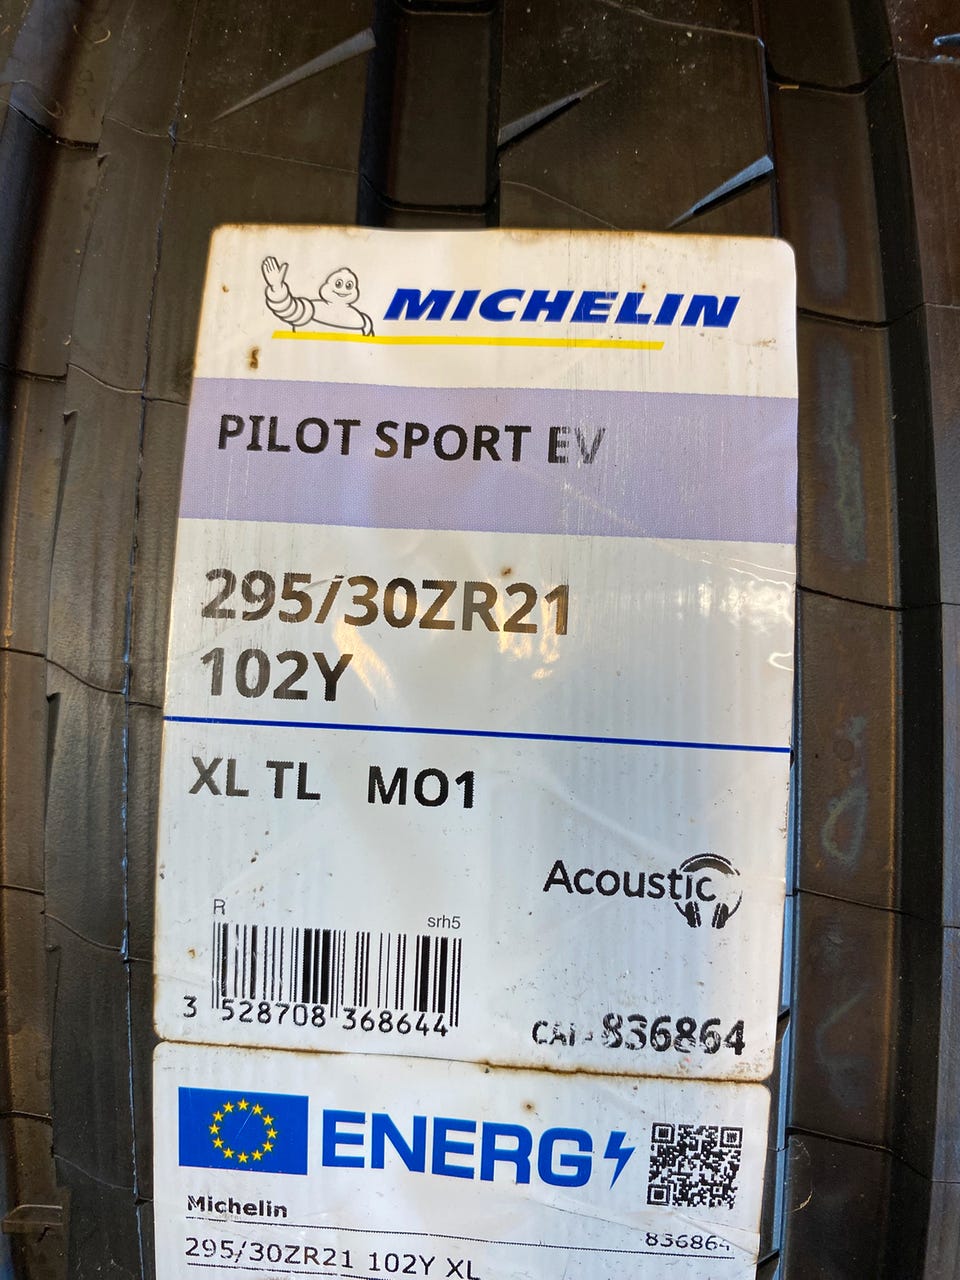 MICHELIN
PILOT SPORT EV
295/30ZR21
102Y
XL TL MO1
Acoustic
R
srh5
3 528708 368644
CAI-836864
ENERG
Michelin
836864
295/30ZR21 102Y XL